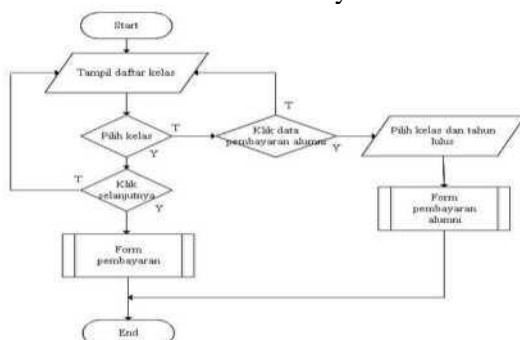 Start
Tampil daftar kelas
T
Pilih kelas
T
Klik data
pembayaran alumni
Y
Pilih kelas dan tahun
lulus
Y
T
Klik
selanjutnya
Y
Form
pembayaran
alumni
Form
pembayaran
End